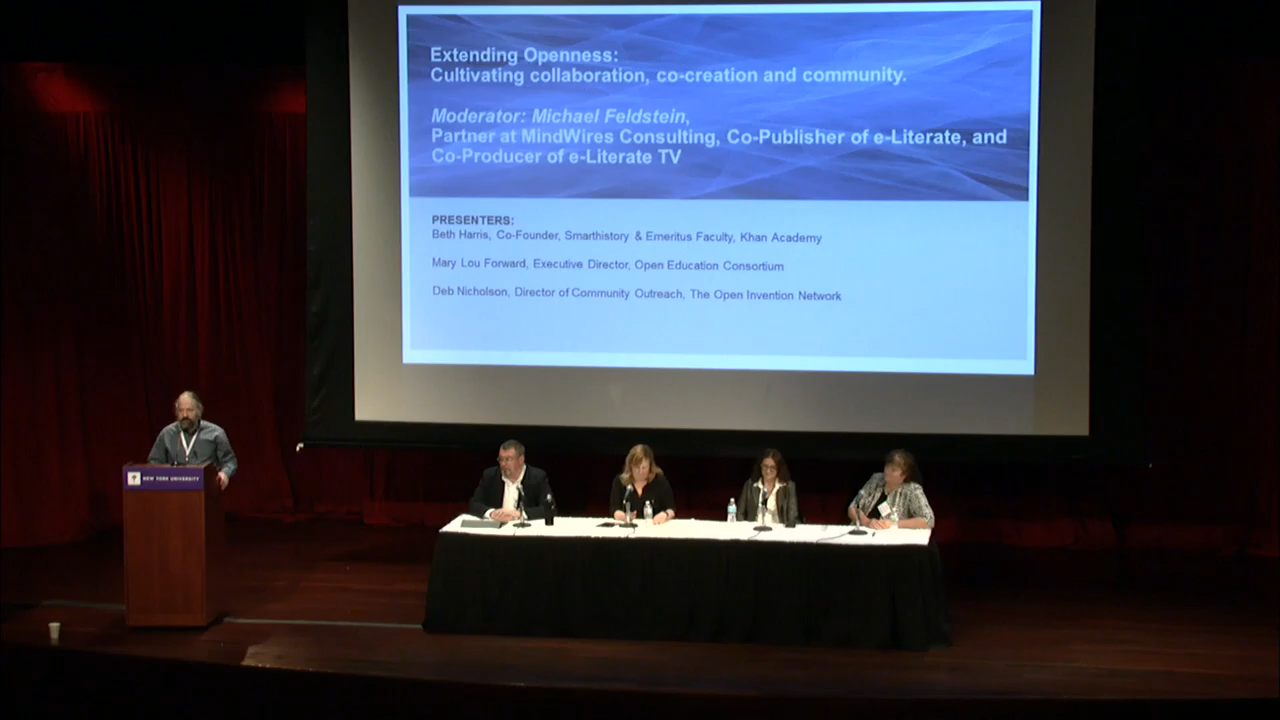 Extending Openness:
Cultivating collaboration, co-creation and community.
Moderator: Michael Feldstein,
Partner at MindWires Consulting, Co-Publisher of e-Literate, and
Co-Producer of e-Literate TV
PRESENTERS:
Beth Harris, Co-Founder, Smarthistory & Emeritus Faculty, Khan Academy
Mary Lou Forward, Executive Director, Open Education Consortium
Deb Nicholson, Director of Community Outreach, The Open Invention Network
NEW YORK UNIVERSITY